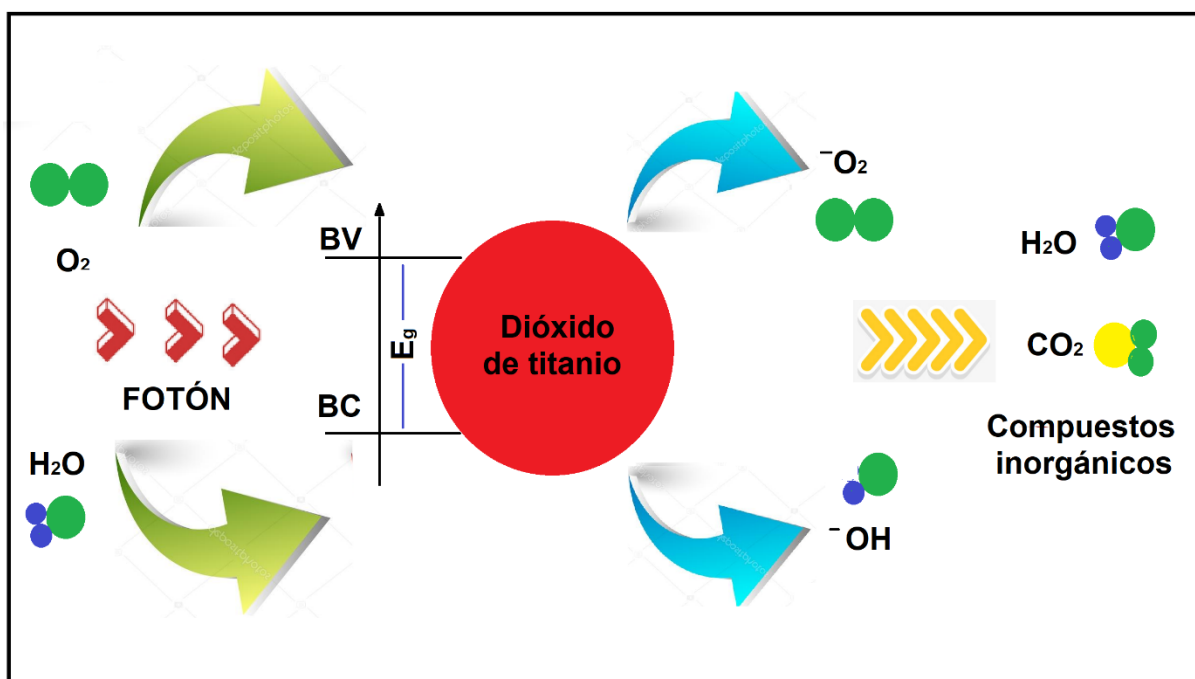 O₂
FOTÓN
H₂O
BV
E_g
BC
Dióxido
de titanio
⁻O₂
⁻OH
H₂O
CO₂
Compuestos
inorgánicos